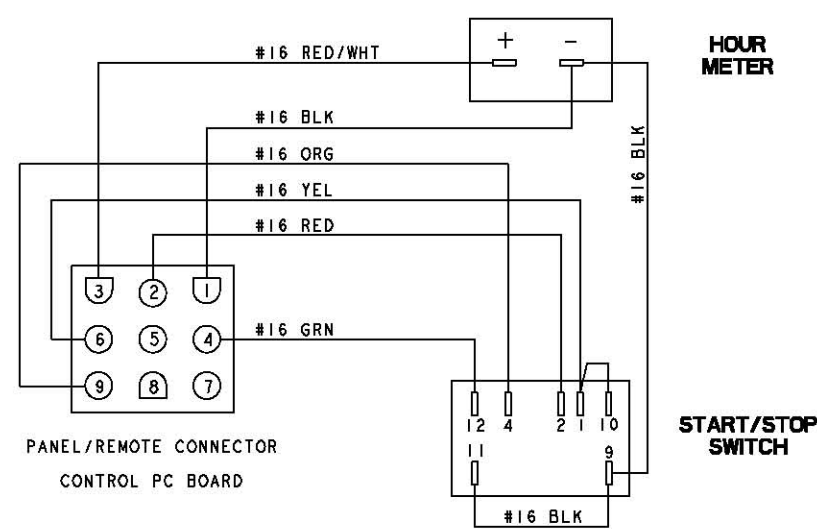 + -
HOUR
METER
#16 RED/WHT
#16 BLK
#16 ORG
#16 BLK
#16 YEL
#16 RED
3 2 1
6 5 4
#16 GRN
9 8 7
12 4 2 1 10
11 9
START/STOP
SWITCH
PANEL/REMOTE CONNECTOR
CONTROL PC BOARD
#16 BLK